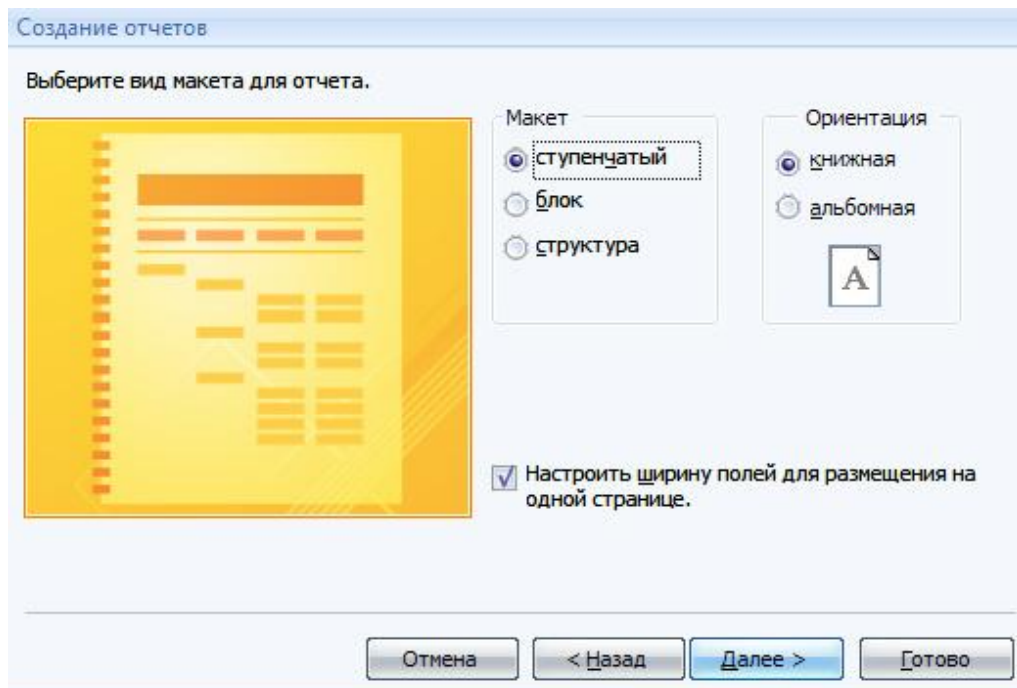 Создание отчетов
Выберите вид макета для отчета.
Макет
ступенчатый
блок
структура
Ориентация
книжная
альбомная
A
Настроить ширину полей для размещения на
одной странице.
Отмена
< Назад
Далее >
Готово